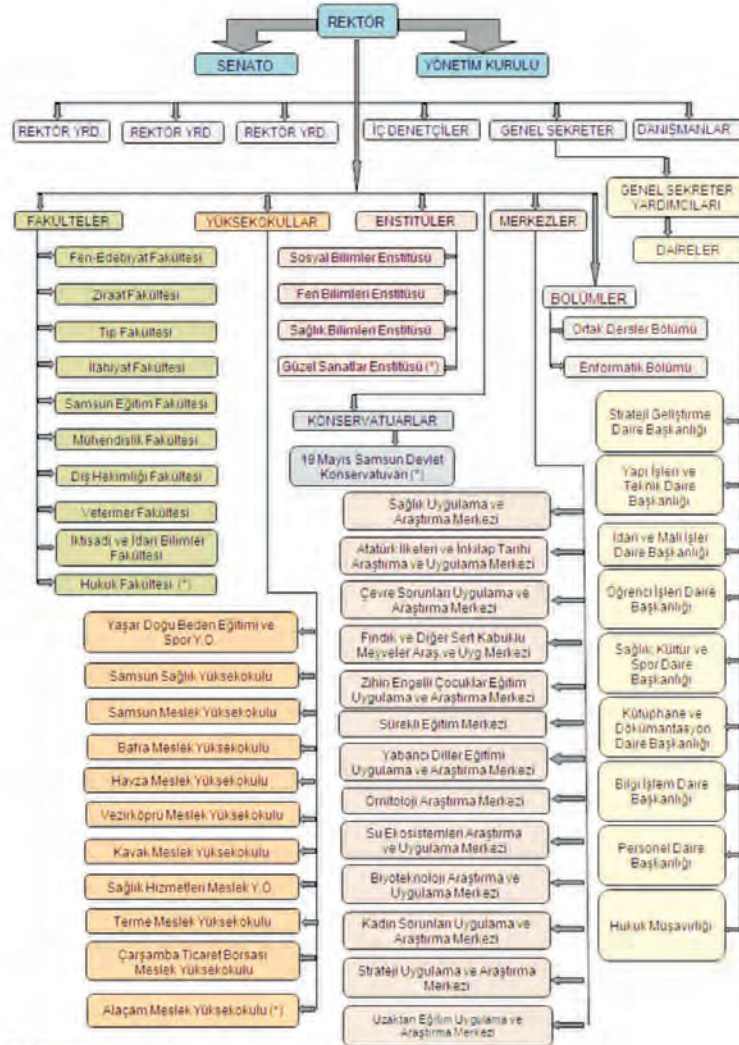 REKTÖR
SENATO
YÖNETİM KURULU
REKTÖR YRD.
REKTÖR YRD.
REKTÖR YRD.
İÇ DENETÇİLER
GENEL SEKRETER
DANIŞMANLAR
GENEL SEKRETER
YARDIMCILARI
DAİRELER
FAKÜLTELER
YÜKSEKOKULLAR
ENSTİTÜLER
MERKEZLER
BÖLÜMLER
Fen-Edebiyat Fakültesi
Ziraat Fakültesi
Tıp Fakültesi
İlahiyat Fakültesi
Samsun Eğitim Fakültesi
Mühendislik Fakültesi
Diş Hekimliği Fakültesi
Veteriner Fakültesi
İktisadi ve İdari Bilimler
Fakültesi
Hukuk Fakültesi (*)
Yaşar Doğu Beden Eğitimi ve
Spor Y.O.
Samsun Sağlık Yüksekokulu
Samsun Meslek Yüksekokulu
Bafra Meslek Yüksekokulu
Havza Meslek Yüksekokulu
Vezirköprü Meslek Yüksekokulu
Kavak Meslek Yüksekokulu
Sağlık Hizmetleri Meslek Y.O.
Terme Meslek Yüksekokulu
Çarşamba Ticaret Borsası
Meslek Yüksekokulu
Alaçam Meslek Yüksekokulu (*)
Sosyal Bilimler Enstitüsü
Fen Bilimleri Enstitüsü
Sağlık Bilimleri Enstitüsü
Güzel Sanatlar Enstitüsü (*)
KONSERVATUARLAR
19 Mayıs Samsun Devlet
Konservatuvarı (*)
Sağlık Uygulama ve
Araştırma Merkezi
Atatürk İlkeleri ve İnkılap Tarihi
Araştırma ve Uygulama Merkezi
Çevre Sorunları Uygulama ve
Araştırma Merkezi
Fındık ve Diğer Sert Kabuklu
Meyveler Araş.ve Uyg Merkezi
Zihin Engelli Çocuklar Eğitim
Uygulama ve Araştırma Merkezi
Sürekli Eğitim Merkezi
Yabancı Diller Eğitimi
Uygulama ve Araştırma Merkezi
Ornitoloji Araştırma Merkezi
Su Ekosistemleri Araştırma
ve Uygulama Merkezi
Biyoteknoloji Araştırma ve
Uygulama Merkezi
Kadın Sorunları Uygulama ve
Araştırma Merkezi
Strateji Uygulama ve Araştırma
Merkezi
Uzaktan Eğitim Uygulama ve
Araştırma Merkezi
Ortak Dersler Bölümü
Enformatik Bölümü
Strateji Geliştirme
Daire Başkanlığı
Yapı İşleri ve
Teknik Daire
Başkanlığı
İdari ve Mali İşler
Daire Başkanlığı
Öğrenci İşleri Daire
Başkanlığı
Sağlık, Kültür ve
Spor Daire
Başkanlığı
Kütüphane ve
Dökümantasyon
Daire Başkanlığı
Bilgi İşlem Daire
Başkanlığı
Personel Daire
Başkanlığı
Hukuk Müşavirliği